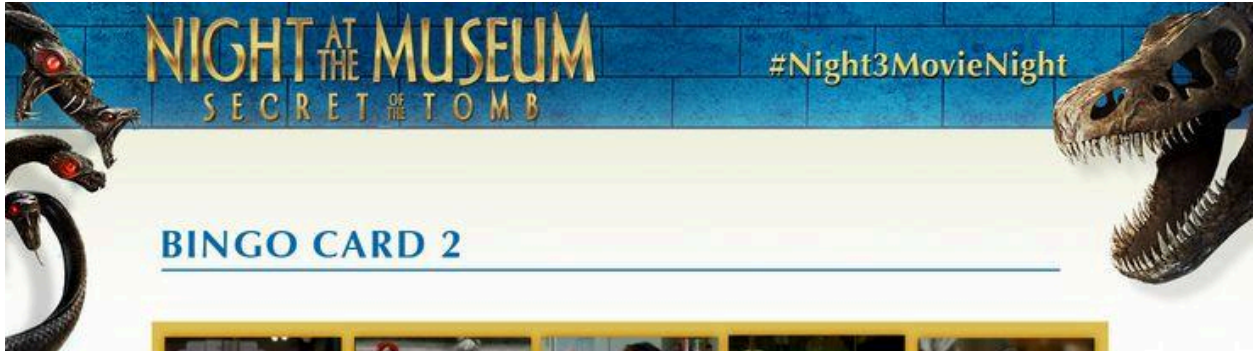 NIGHT AT THE MUSEUM
SECRET OF THE TOMB
#Night3MovieNight
BINGO CARD 2